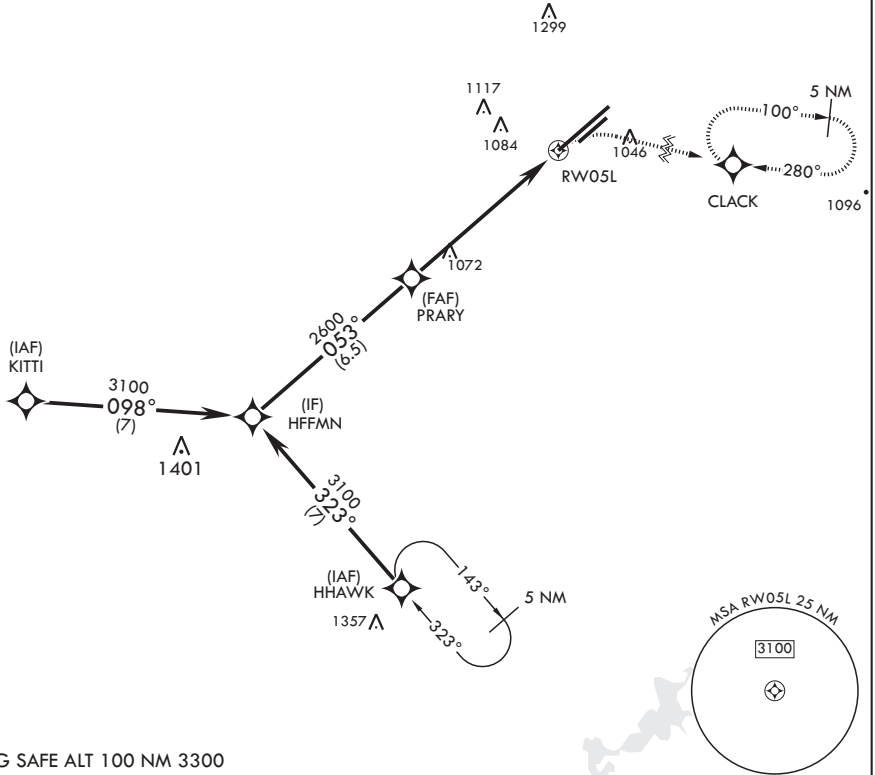 1299
1117
1084
5 NM
100°
1046
280°
RW05L
CLACK
1096
1072
(FAF)
PRARY
2600
053°
(6.5)
(IAF)
KITTI
3100
098°
(7)
(IF)
HFFMN
1401
3100
323°
(7)
(IAF)
HHAWK
143°
5 NM
323°
1357
MSA RW05L 25 NM
3100
G SAFE ALT 100 NM 3300